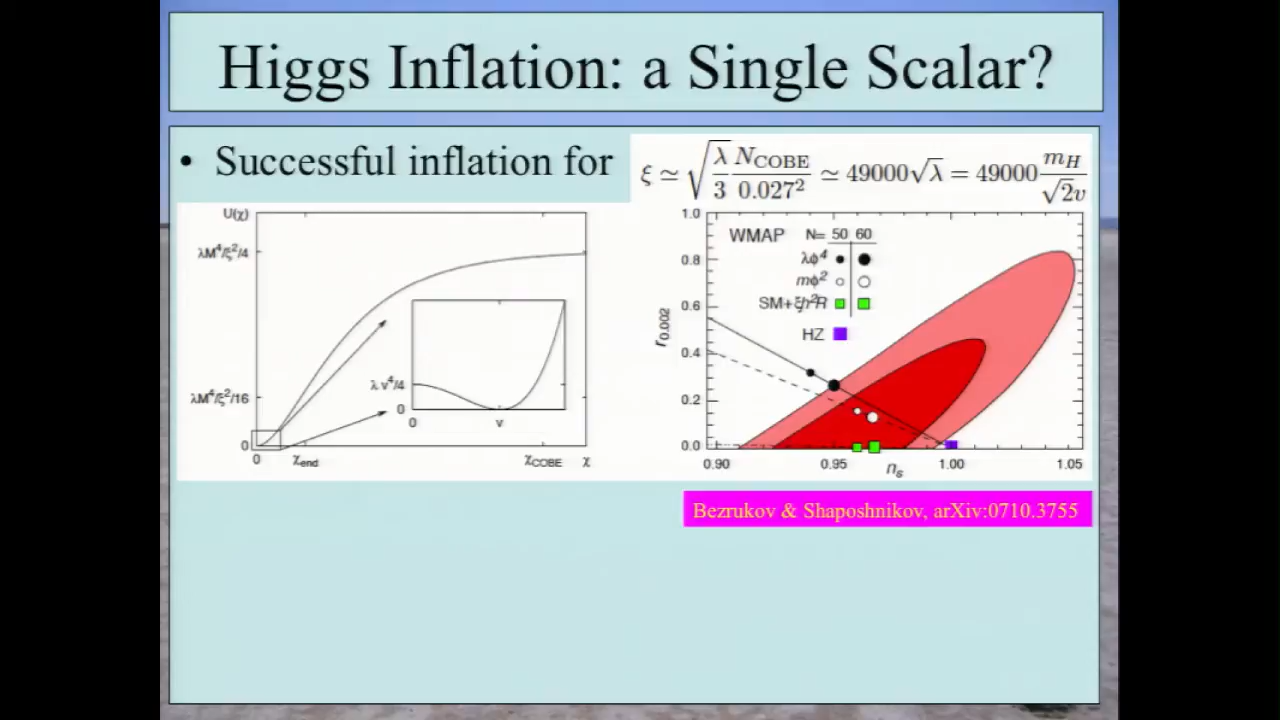 Higgs Inflation: a Single Scalar?
• Successful inflation for
ξ ≃ √(λ/3) N_COBE/0.027² ≃ 49000√λ = 49000 m_H/(√2v)
U(χ)
λM⁴/ξ²/4
λM⁴/ξ²/16
0
0
χ_end
χ_COBE
χ
λ v⁴/4
0
0
v
1.0
0.8
0.6
0.4
0.2
0.0
r₀.₀₀₂
WMAP N= 50 60
λϕ⁴
mϕ²
SM+ξh²R
HZ
0.90 0.95 1.00 1.05
n_s
Bezrukov & Shaposhnikov, arXiv:0710.3755